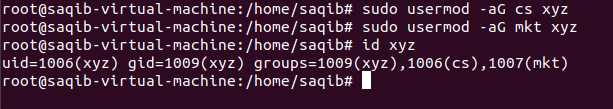 root@saqib-virtual-machine:/home/saqib# sudo usermod -aG cs xyz
root@saqib-virtual-machine:/home/saqib# sudo usermod -aG mkt xyz
root@saqib-virtual-machine:/home/saqib# id xyz
uid=1006(xyz) gid=1009(xyz) groups=1009(xyz),1006(cs),1007(mkt)
root@saqib-virtual-machine:/home/saqib#